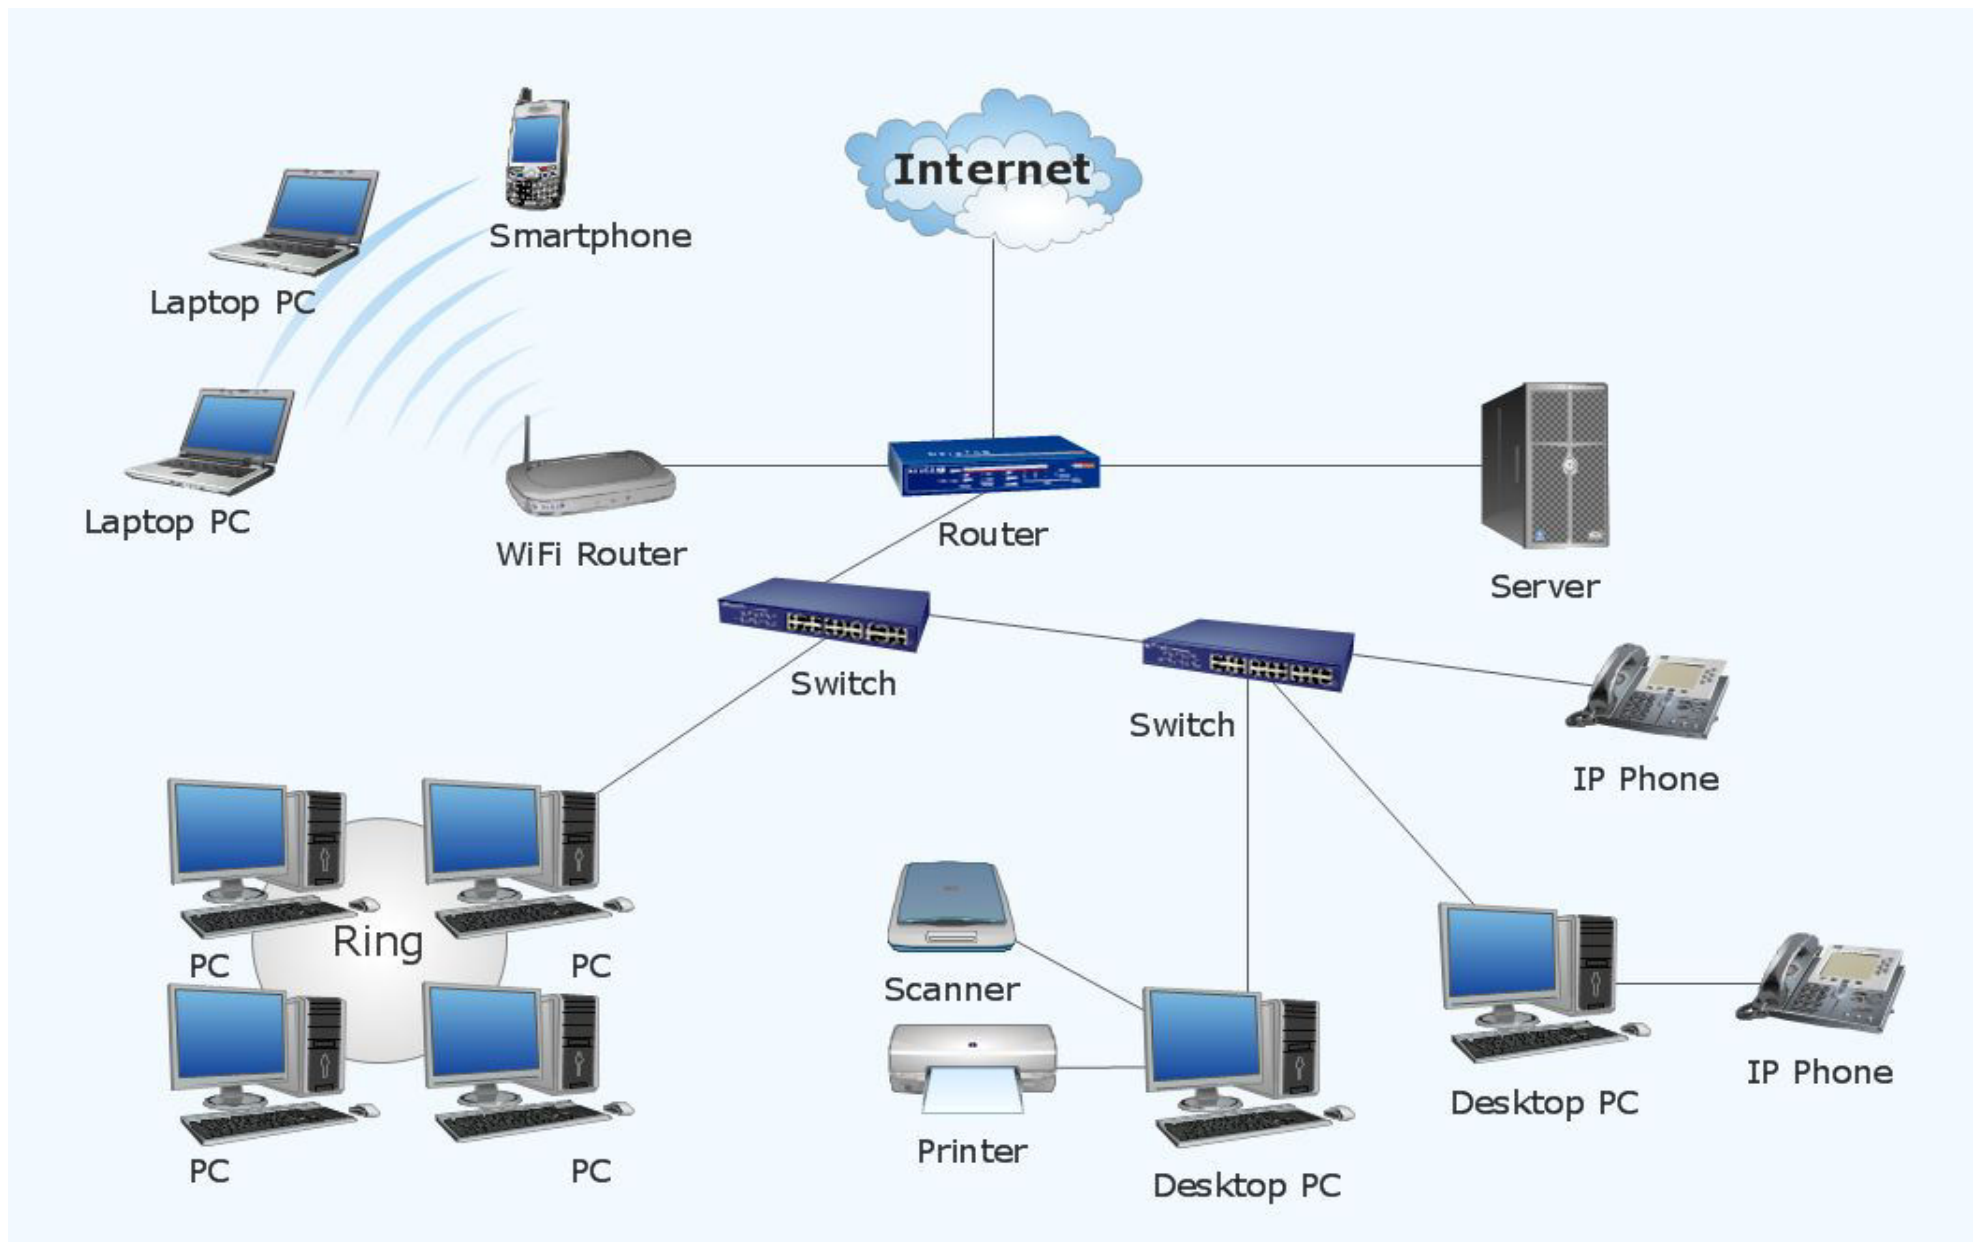 Internet
Smartphone
Laptop PC
Laptop PC
WiFi Router
Router
Server
Switch
Switch
IP Phone
Ring
PC
PC
PC
PC
Scanner
Printer
Desktop PC
Desktop PC
IP Phone